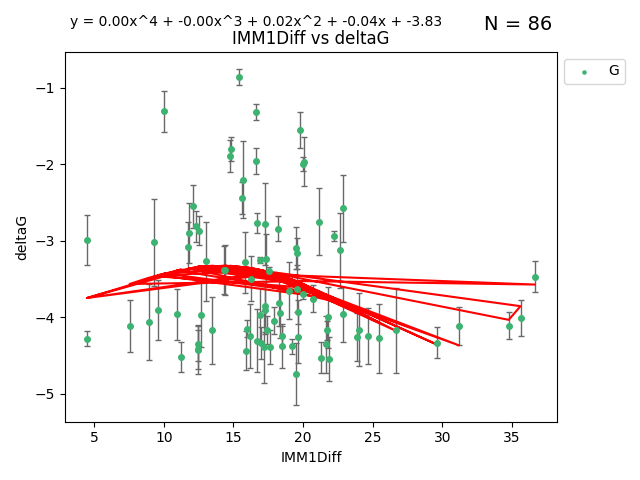 y = 0.00x^4 + -0.00x^3 + 0.02x^2 + -0.04x + -3.83
N = 86
IMM1Diff vs deltaG
G
−1
−2
−3
−4
−5
deltaG
5 10 15 20 25 30 35
IMM1Diff